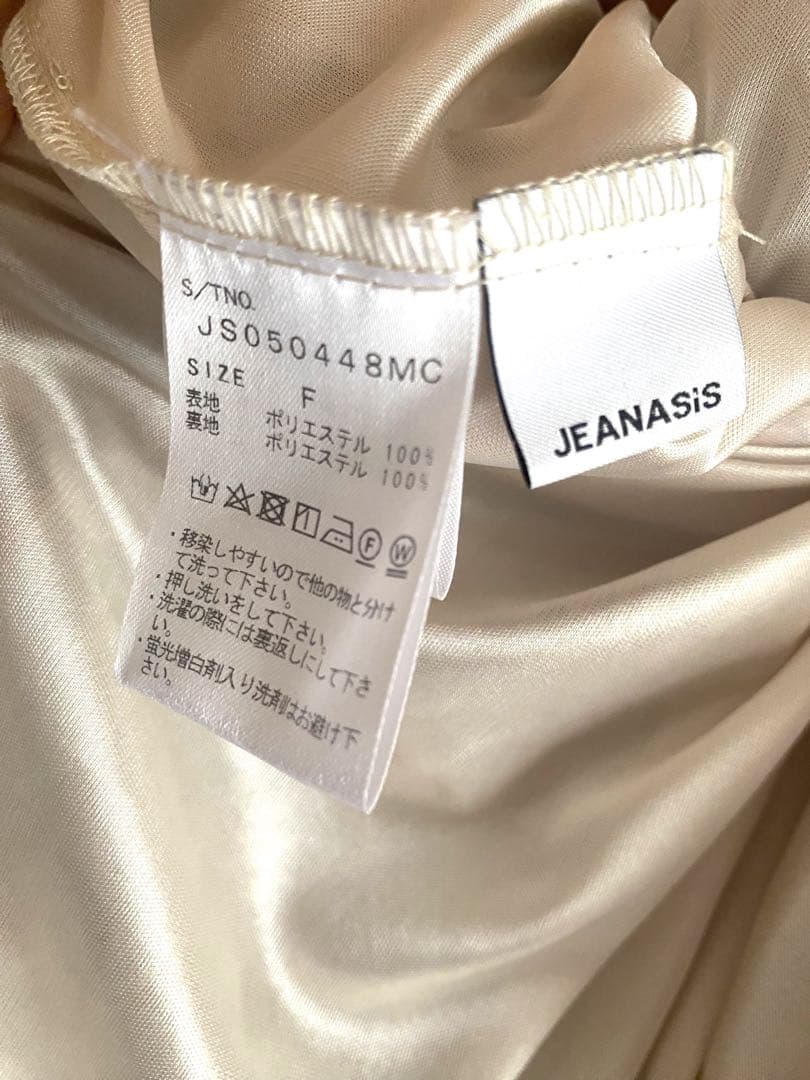 S/TNO.
JS050448MC
SIZE F
表地 ポリエステル 100%
裏地 ポリエステル 100%
F W
・移染しやすいので他の物と分け
て洗って下さい。
・押し洗いをして下さい。
・洗濯の際には裏返しにして下さ
い。
・蛍光増白剤入り洗剤はお避け下
さい。
JEANASiS